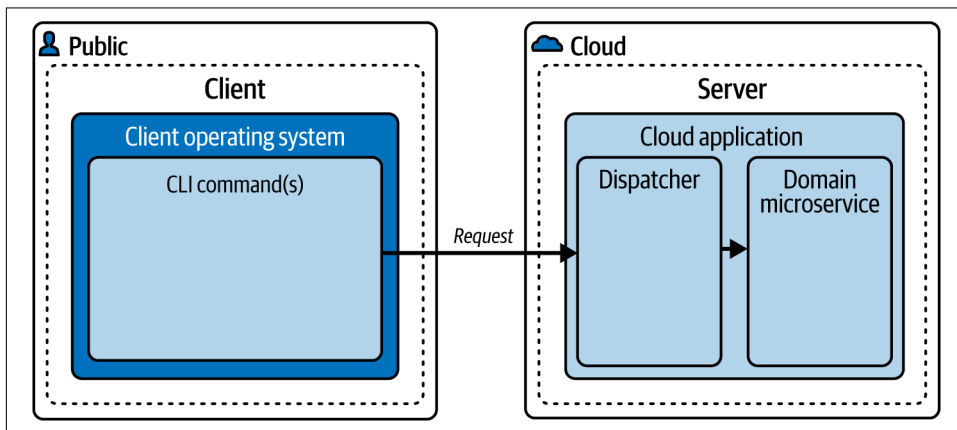 Public
Client
Client operating system
CLI command(s)
Request
Cloud
Server
Cloud application
Dispatcher
Domain
microservice